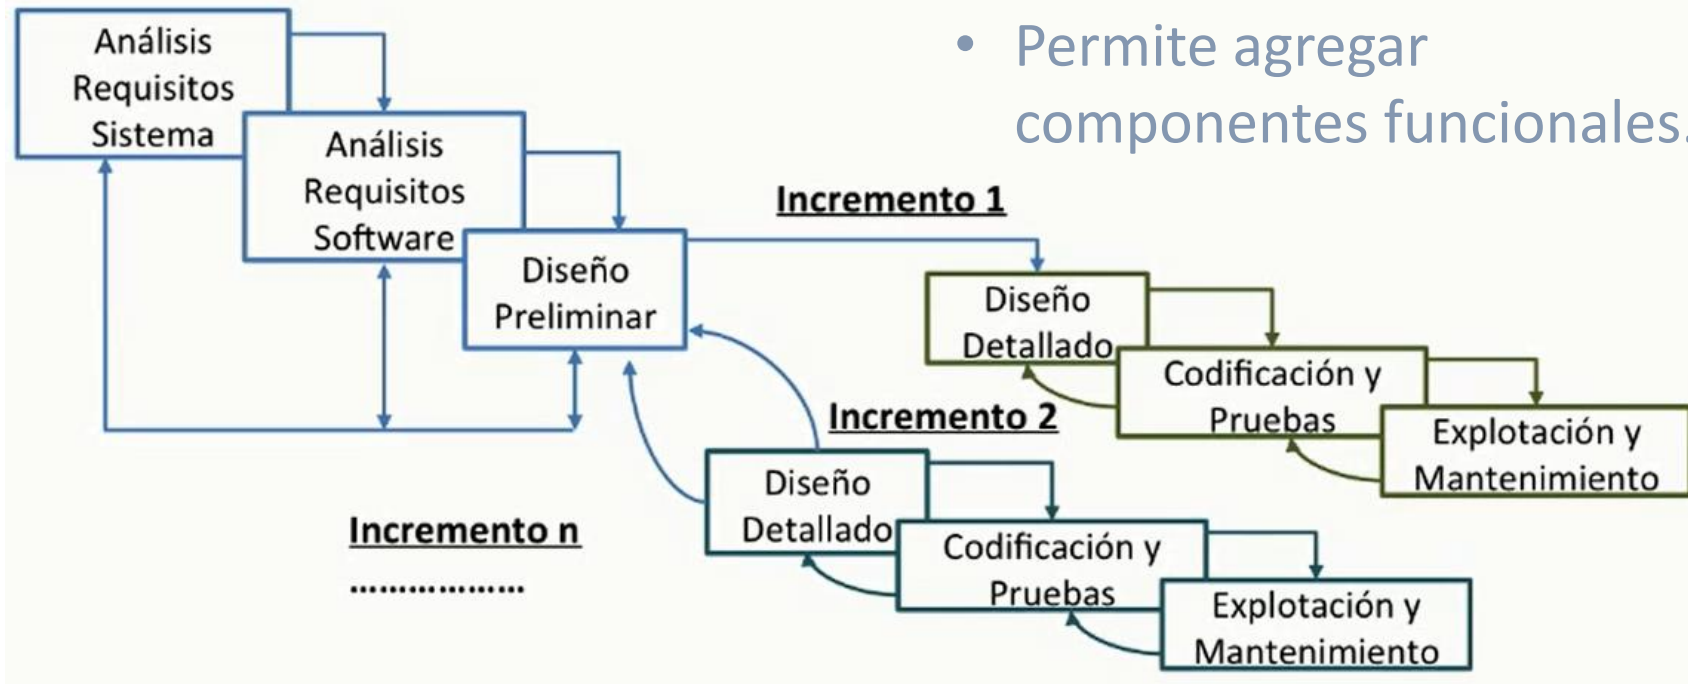 Análisis
Requisitos
Sistema
Análisis
Requisitos
Software
Diseño
Preliminar
• Permite agregar
componentes funcionales.
Incremento 1
Diseño
Detallado
Codificación y
Pruebas
Explotación y
Mantenimiento
Incremento 2
Diseño
Detallado
Codificación y
Pruebas
Explotación y
Mantenimiento
Incremento n
..................